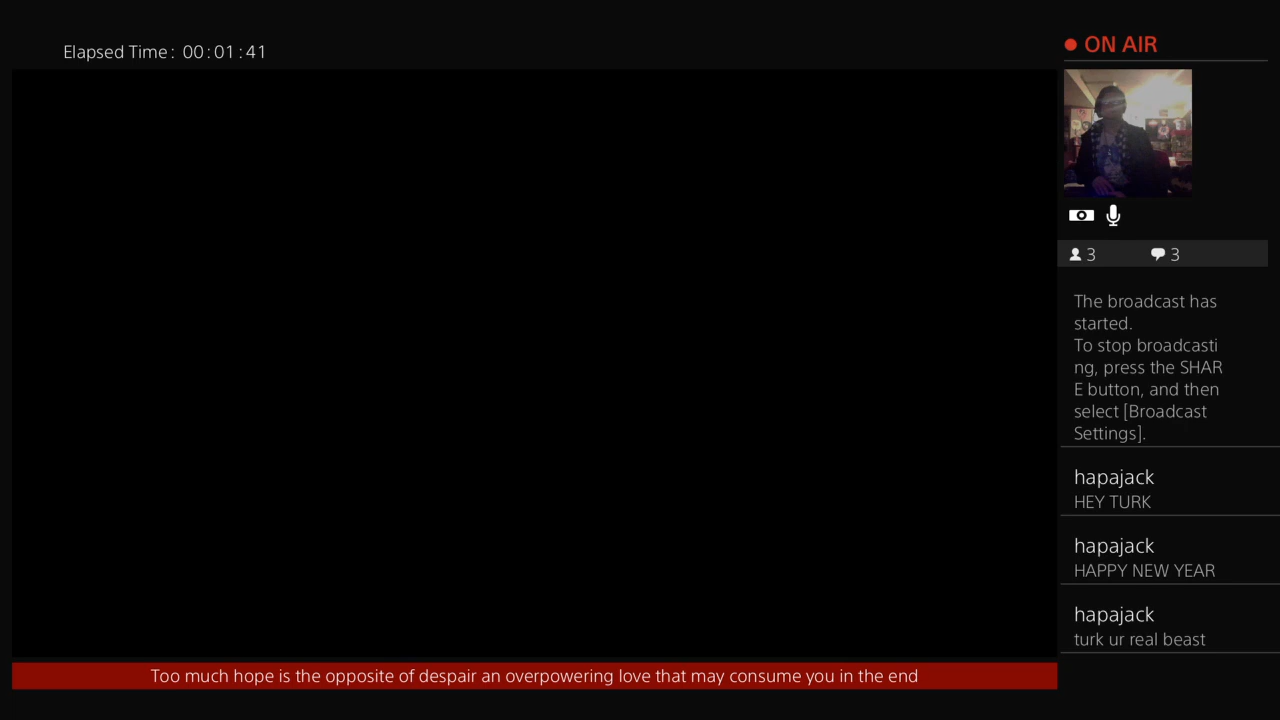 Elapsed Time: 00:01:41
ON AIR
3 3
The broadcast has
started.
To stop broadcasti
ng, press the SHAR
E button, and then
select [Broadcast
Settings].
hapajack
HEY TURK
hapajack
HAPPY NEW YEAR
hapajack
turk ur real beast
Too much hope is the opposite of despair an overpowering love that may consume you in the end